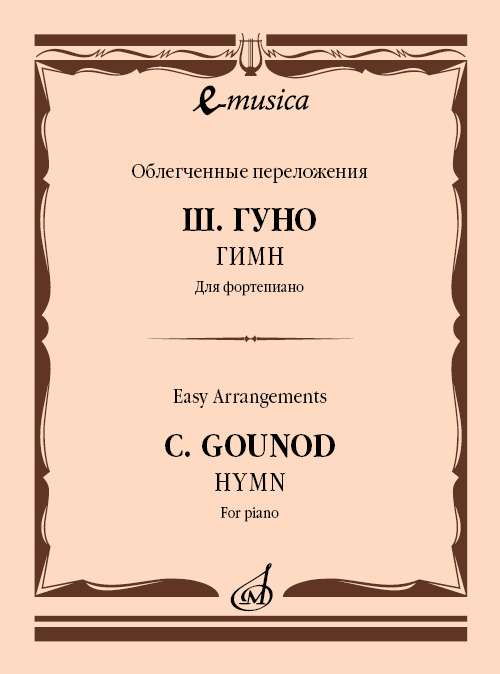 e-musica
Облегченные переложения
Ш. ГУНО
ГИМН
Для фортепиано
Easy Arrangements
C. GOUNOD
HYMN
For piano
М